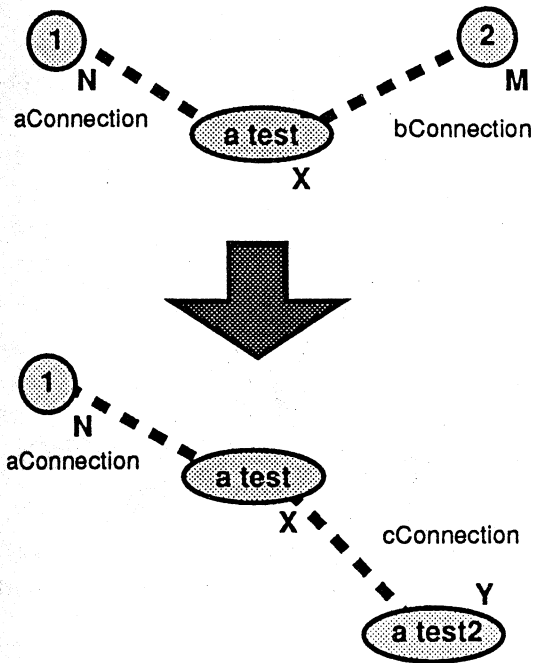 1
2
N
M
aConnection
bConnection
a test
X
1
N
aConnection
a test
X
cConnection
Y
a test2